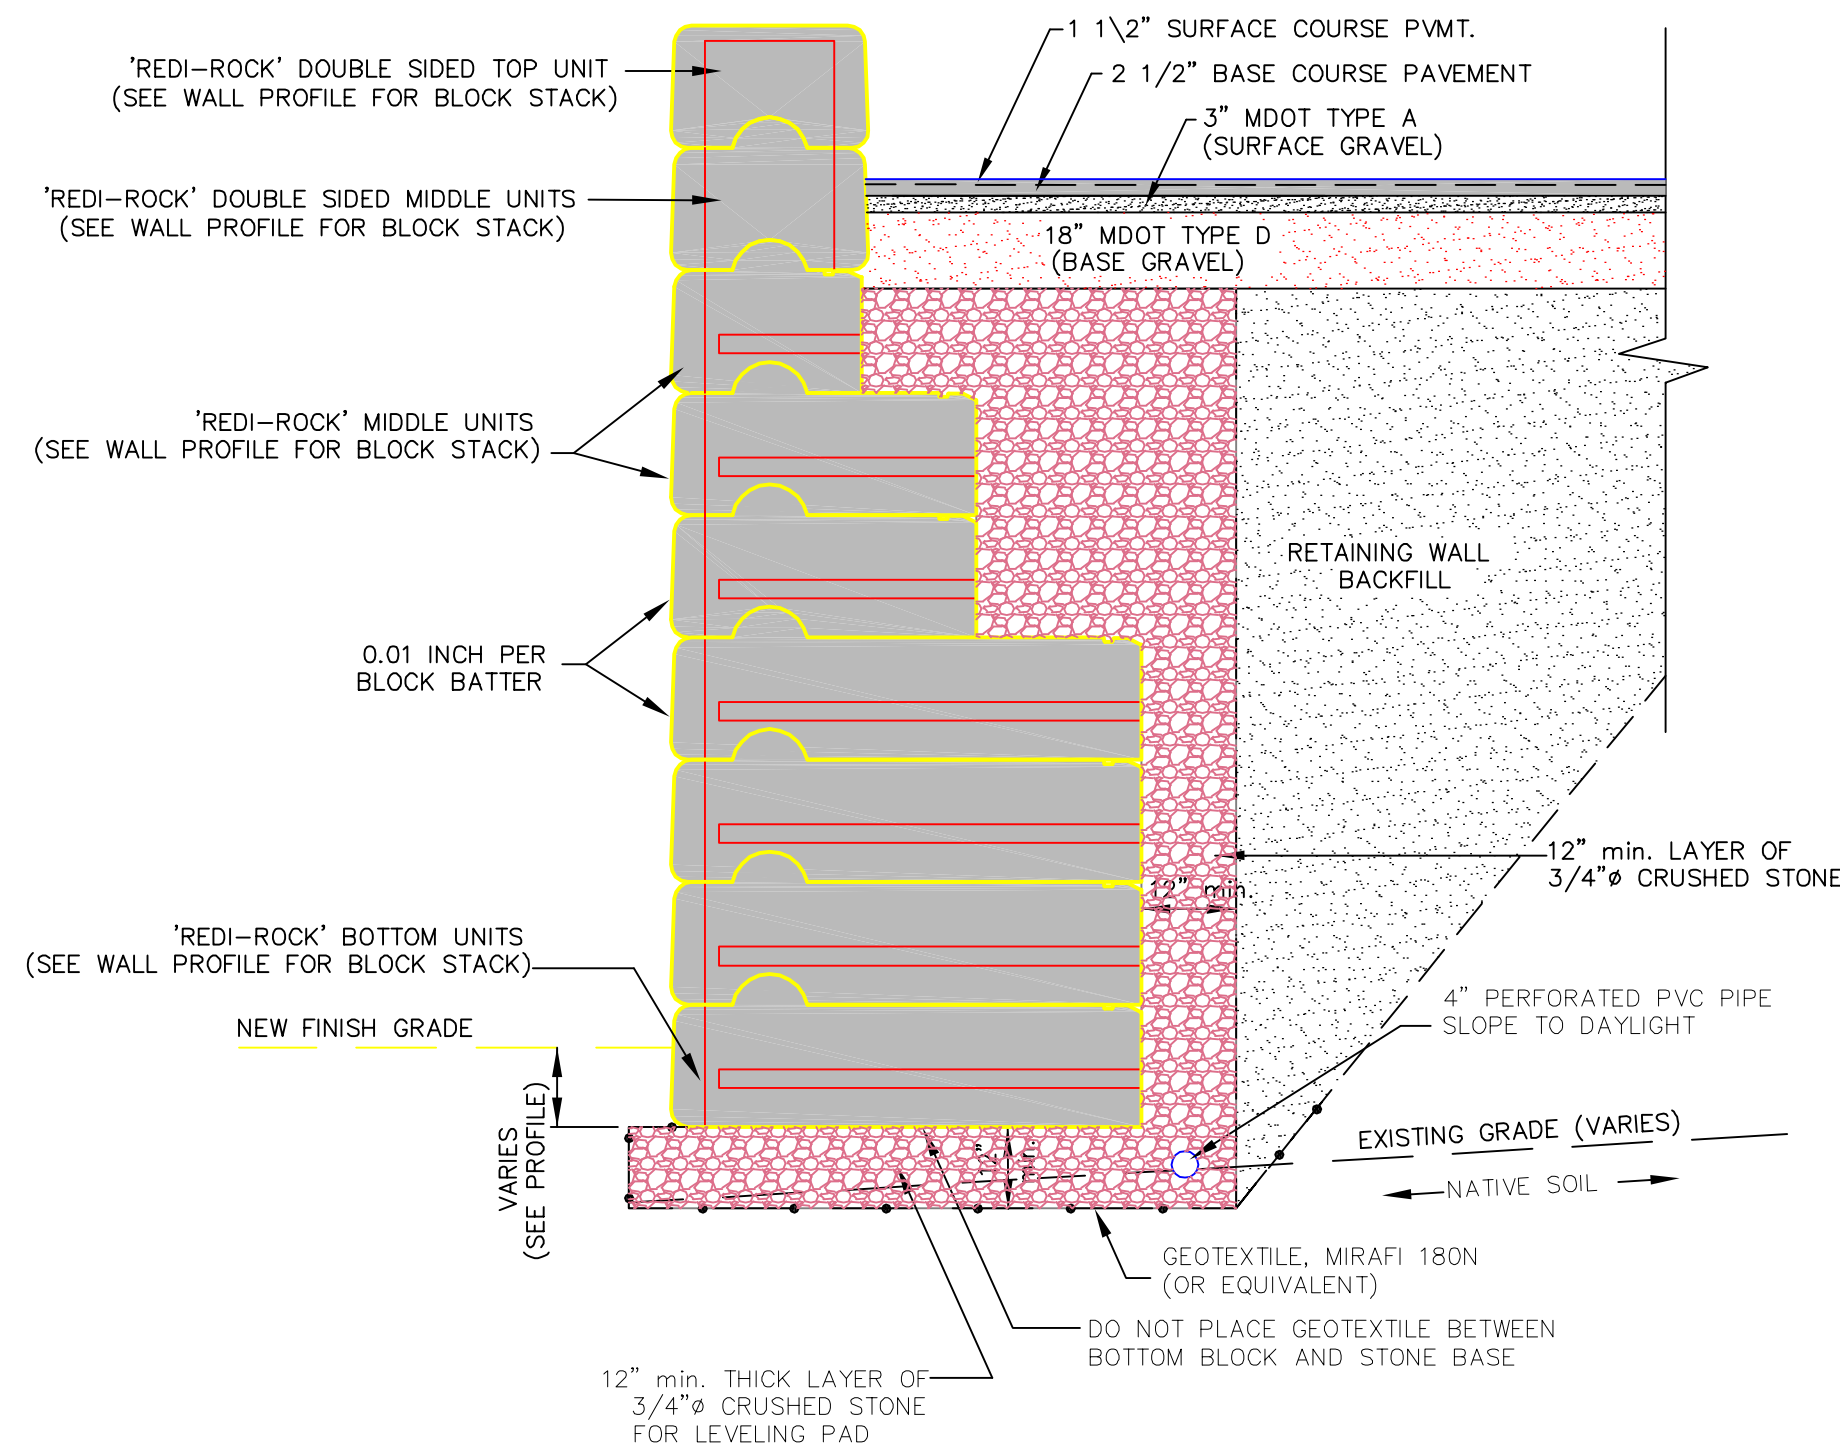 1 1\2" SURFACE COURSE PVMT.
2 1/2" BASE COURSE PAVEMENT
3" MDOT TYPE A
(SURFACE GRAVEL)
'REDI-ROCK' DOUBLE SIDED TOP UNIT
(SEE WALL PROFILE FOR BLOCK STACK)
'REDI-ROCK' DOUBLE SIDED MIDDLE UNITS
(SEE WALL PROFILE FOR BLOCK STACK)
18" MDOT TYPE D
(BASE GRAVEL)
'REDI-ROCK' MIDDLE UNITS
(SEE WALL PROFILE FOR BLOCK STACK)
RETAINING WALL
BACKFILL
0.01 INCH PER
BLOCK BATTER
12" min. LAYER OF
3/4"ø CRUSHED STONE
12" min.
'REDI-ROCK' BOTTOM UNITS
(SEE WALL PROFILE FOR BLOCK STACK)
4" PERFORATED PVC PIPE
SLOPE TO DAYLIGHT
NEW FINISH GRADE
VARIES
(SEE PROFILE)
12"
min.
EXISTING GRADE (VARIES)
NATIVE SOIL
GEOTEXTILE, MIRAFI 180N
(OR EQUIVALENT)
DO NOT PLACE GEOTEXTILE BETWEEN
BOTTOM BLOCK AND STONE BASE
12" min. THICK LAYER OF
3/4"ø CRUSHED STONE
FOR LEVELING PAD